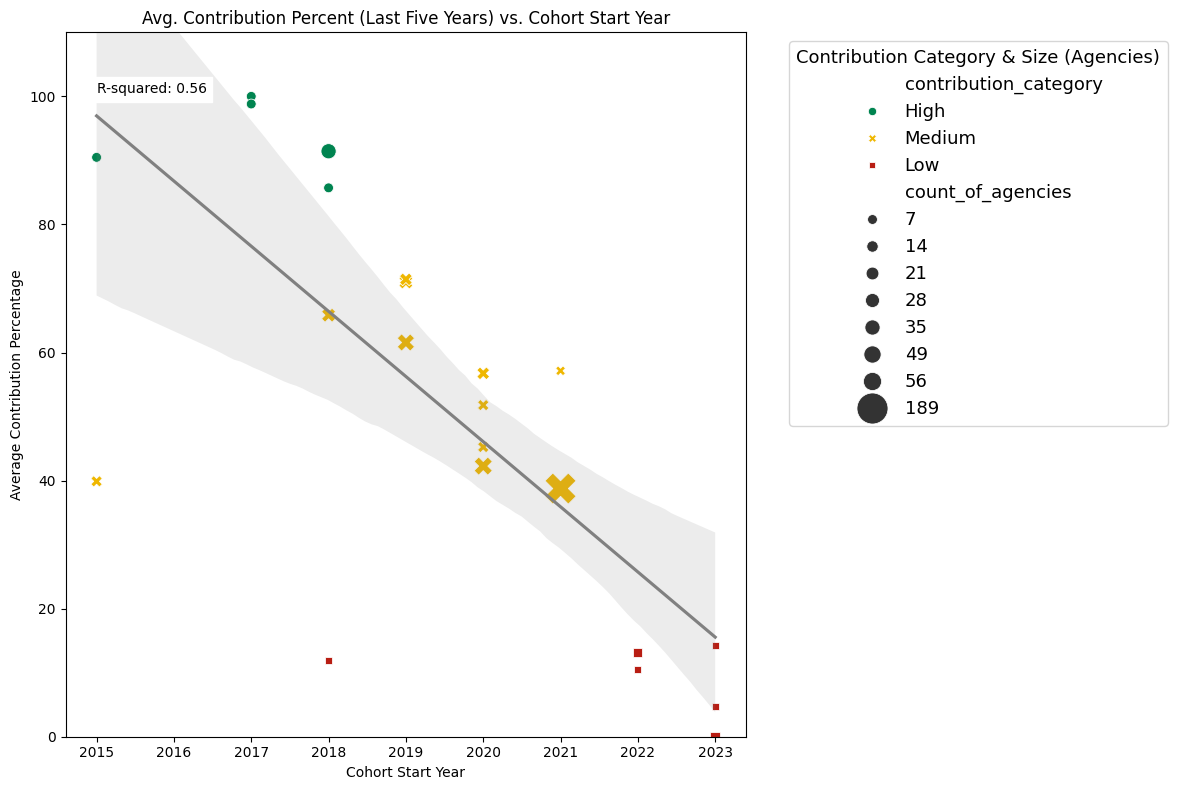 Avg. Contribution Percent (Last Five Years) vs. Cohort Start Year
R-squared: 0.56
Average Contribution Percentage
100
80
60
40
20
0
2015 2016 2017 2018 2019 2020 2021 2022 2023
Cohort Start Year
Contribution Category & Size (Agencies)
contribution_category
High
Medium
Low
count_of_agencies
7
14
21
28
35
49
56
189